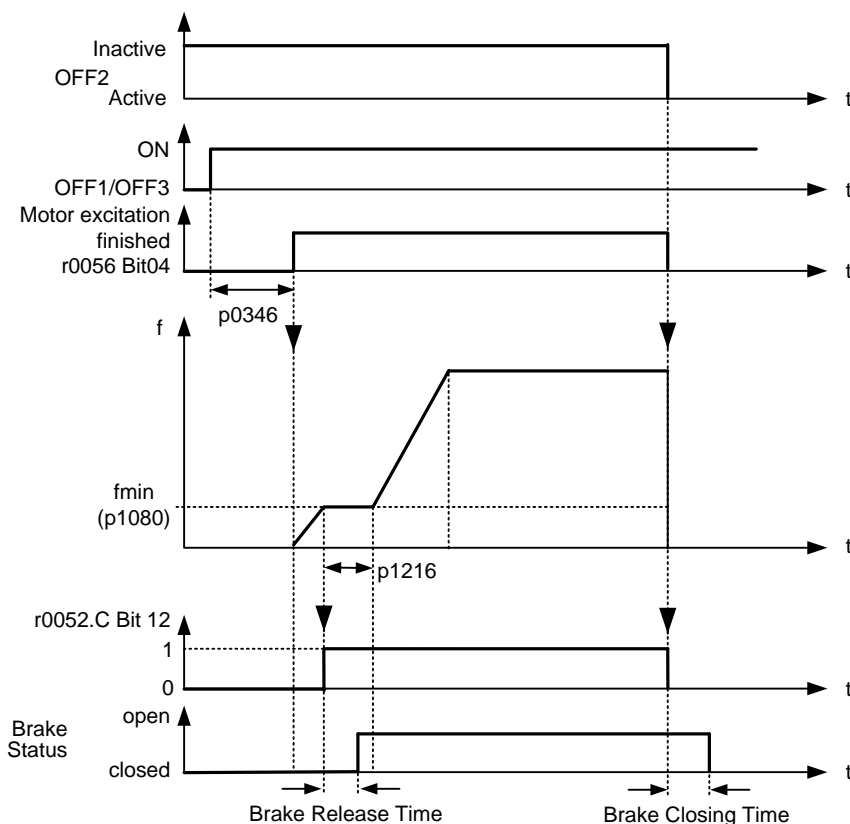 Inactive
OFF2
Active
t
ON
OFF1/OFF3
t
Motor excitation
finished
r0056 Bit04
t
p0346
f
fmin
(p1080)
t
p1216
r0052.C Bit 12
1
0
t
open
Brake
Status
closed
t
Brake Release Time
Brake Closing Time